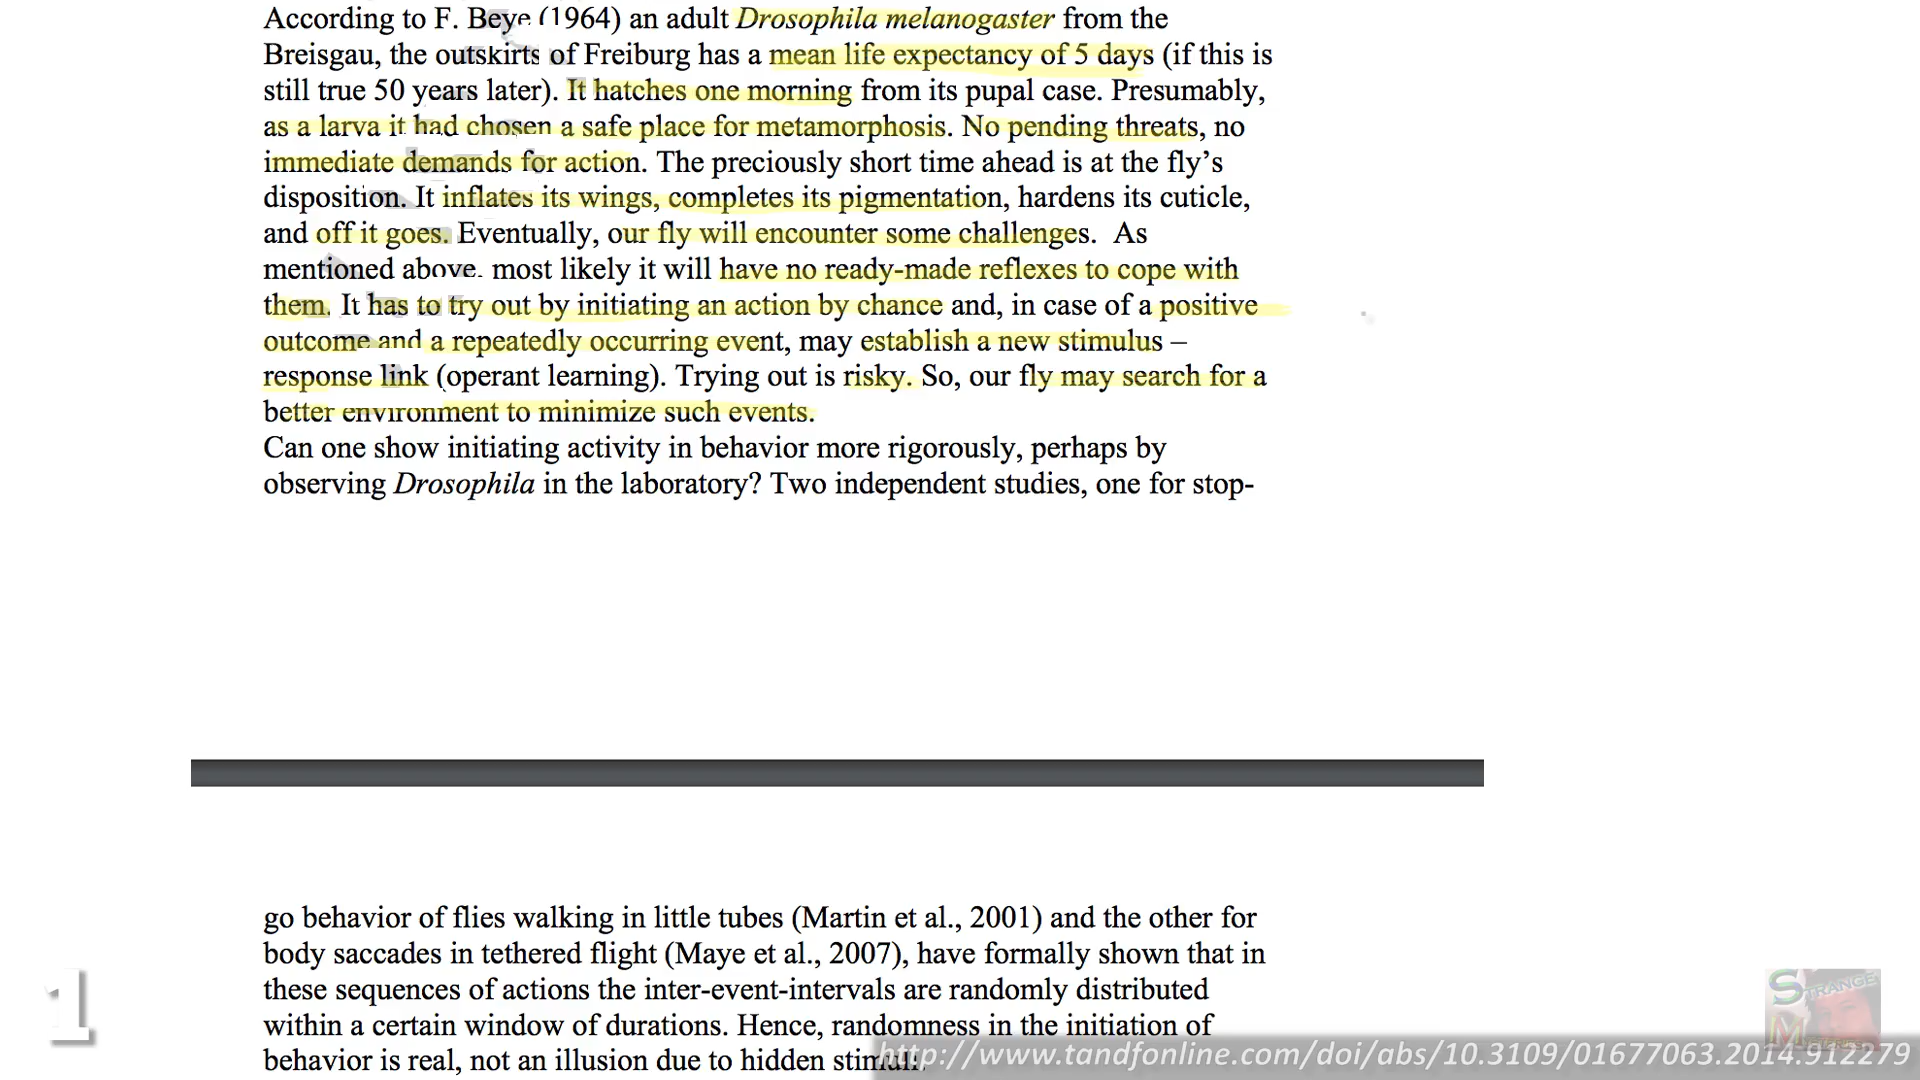 According to F. Beye (1964) an adult Drosophila melanogaster from the
Breisgau, the outskirts of Freiburg has a mean life expectancy of 5 days (if this is
still true 50 years later). It hatches one morning from its pupal case. Presumably,
as a larva it had chosen a safe place for metamorphosis. No pending threats, no
immediate demands for action. The preciously short time ahead is at the fly’s
disposition. It inflates its wings, completes its pigmentation, hardens its cuticle,
and off it goes. Eventually, our fly will encounter some challenges. As
mentioned above, most likely it will have no ready-made reflexes to cope with
them. It has to try out by initiating an action by chance and, in case of a positive
outcome and a repeatedly occurring event, may establish a new stimulus –
response link (operant learning). Trying out is risky. So, our fly may search for a
better environment to minimize such events.
Can one show initiating activity in behavior more rigorously, perhaps by
observing Drosophila in the laboratory? Two independent studies, one for stop-
go behavior of flies walking in little tubes (Martin et al., 2001) and the other for
body saccades in tethered flight (Maye et al., 2007), have formally shown that in
these sequences of actions the inter-event-intervals are randomly distributed
within a certain window of durations. Hence, randomness in the initiation of
behavior is real, not an illusion due to hidden stimuli.
1
STRANGE
MYSTERIES
http://www.tandfonline.com/doi/abs/10.3109/01677063.2014.912279